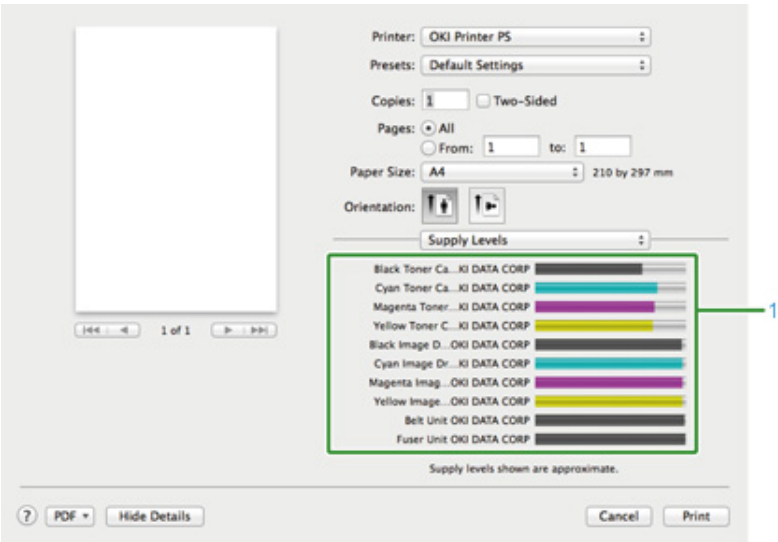 Printer: OKI Printer PS
Presets: Default Settings
Copies: 1 Two-Sided
Pages: All
From: 1 to: 1
Paper Size: A4 210 by 297 mm
Orientation:
Supply Levels
Black Toner Ca...KI DATA CORP
Cyan Toner Ca...KI DATA CORP
Magenta Toner...KI DATA CORP
Yellow Toner C...KI DATA CORP
Black Image D...OKI DATA CORP
Cyan Image Dr...KI DATA CORP
Magenta Imag...OKI DATA CORP
Yellow Image...OKI DATA CORP
Belt Unit OKI DATA CORP
Fuser Unit OKI DATA CORP
1
1 of 1
Supply levels shown are approximate.
? PDF Hide Details Cancel Print